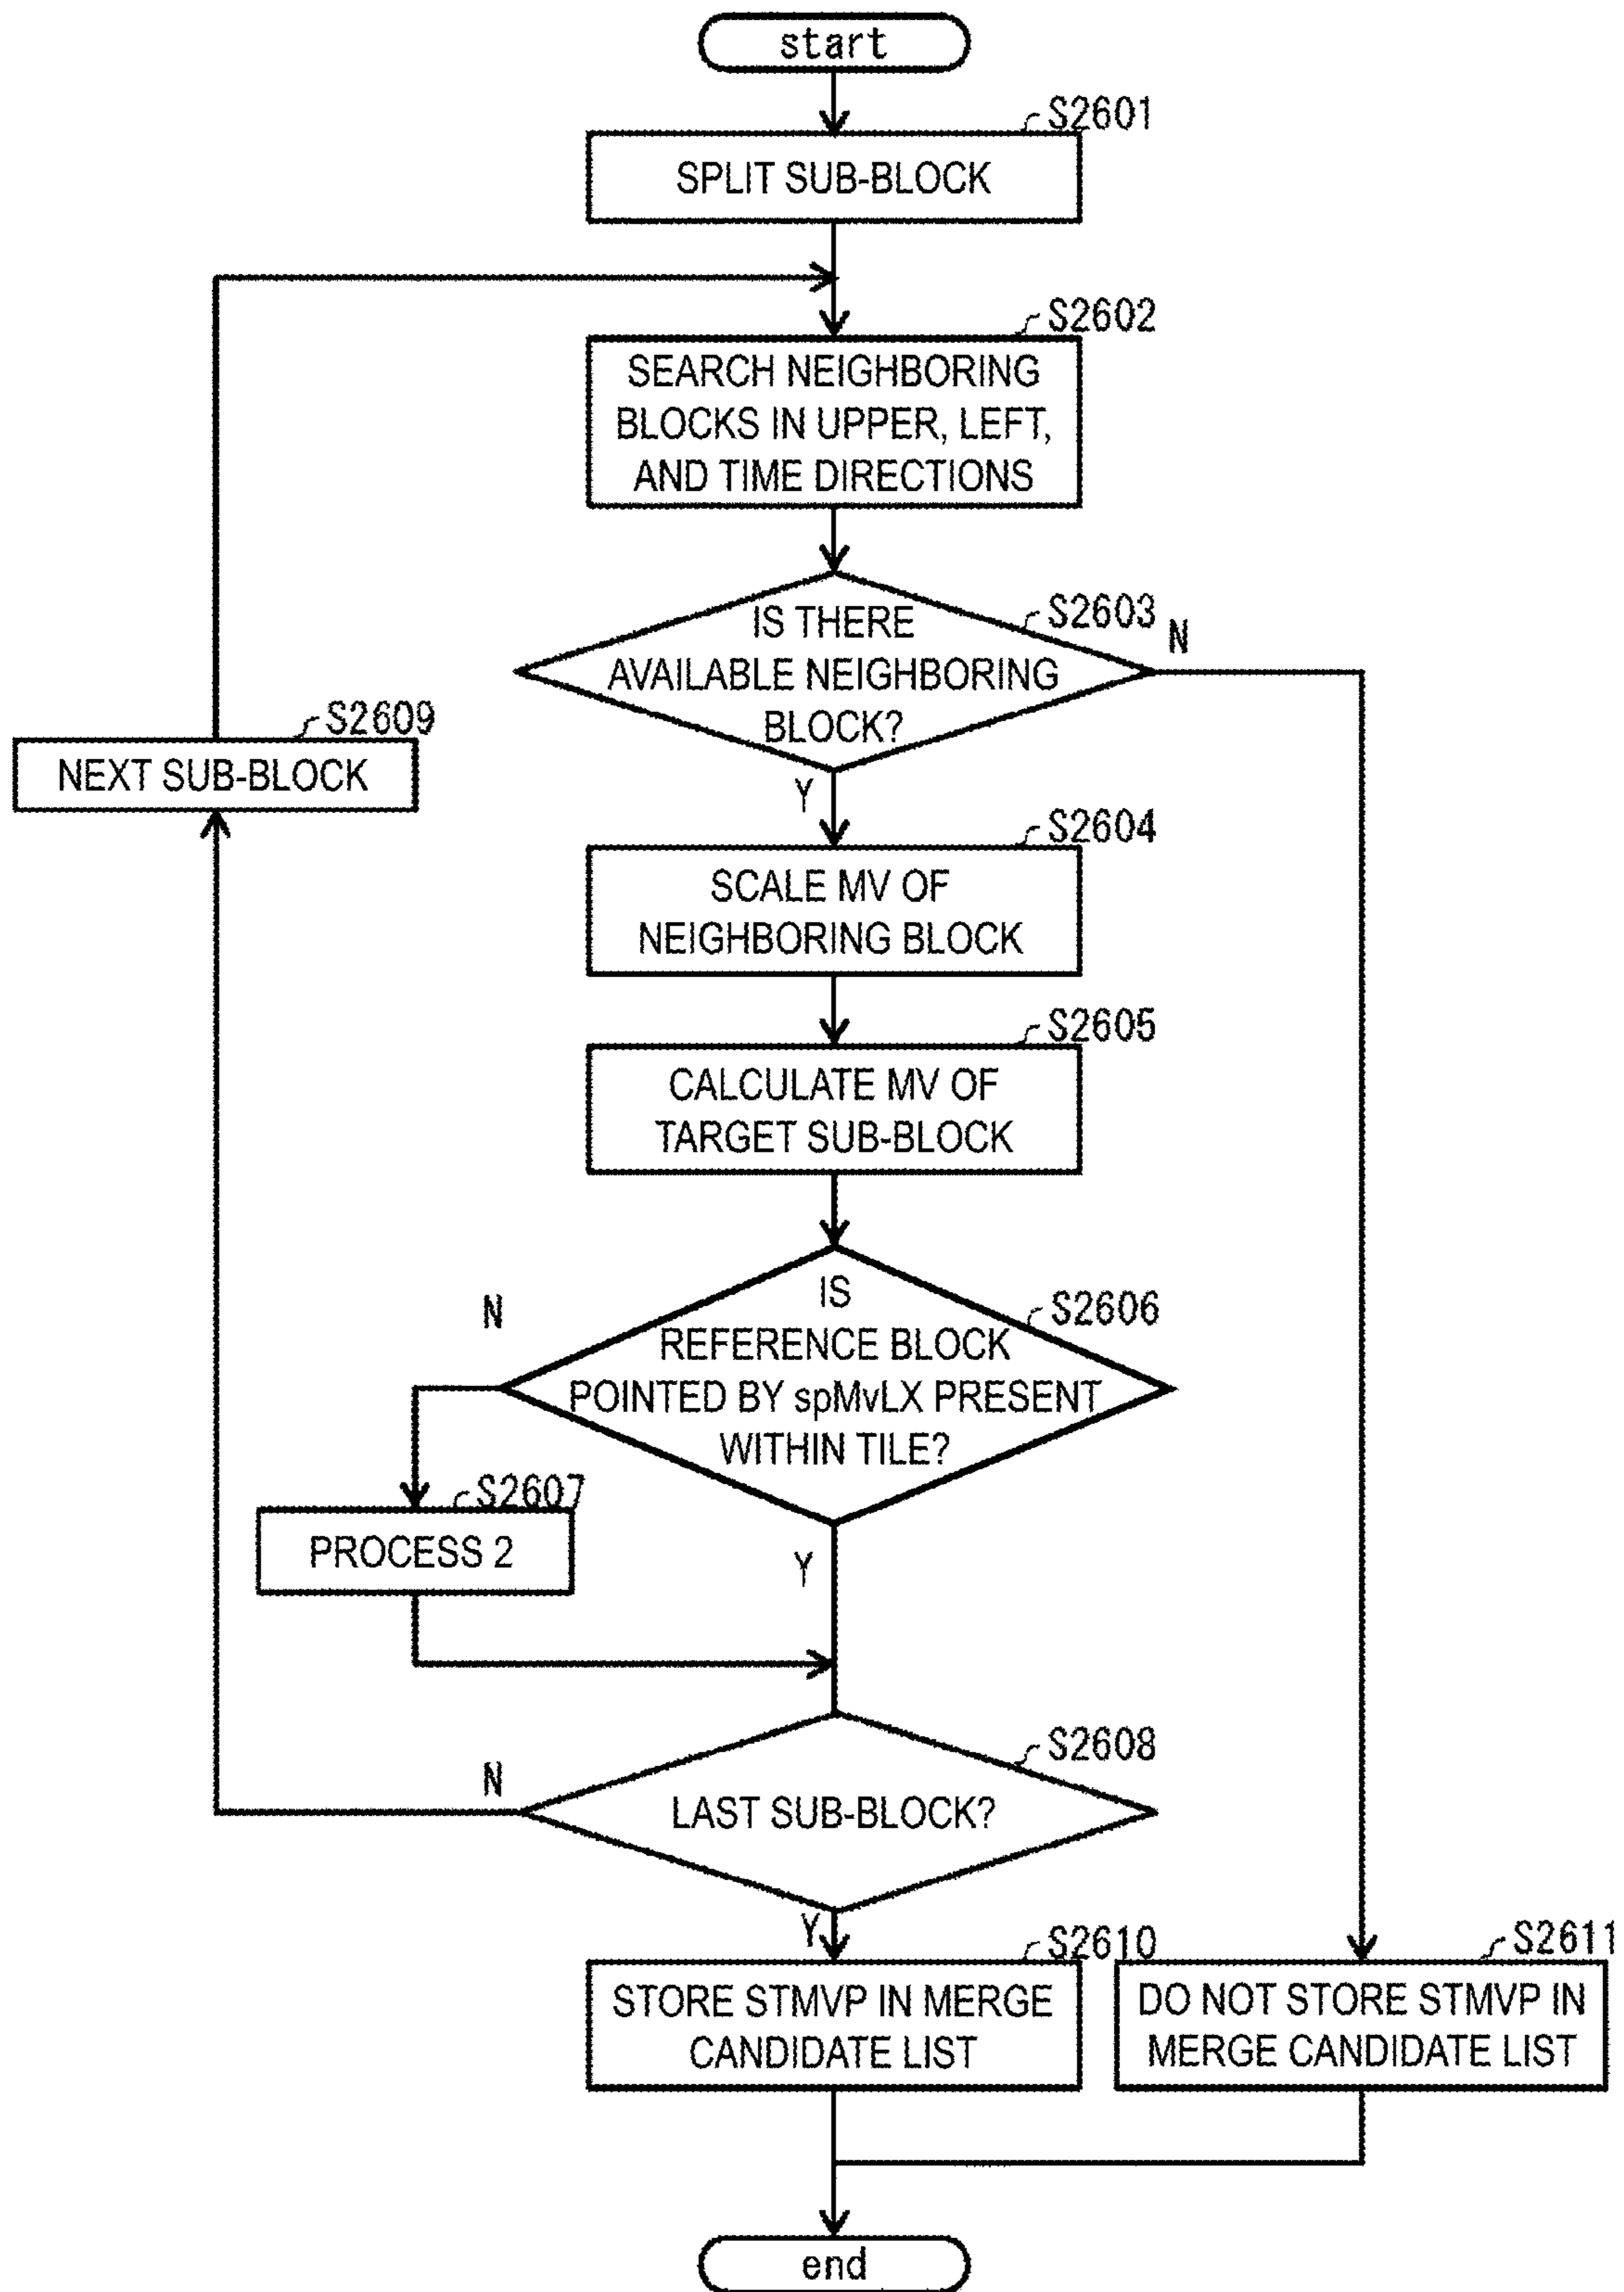 start
S2601
SPLIT SUB-BLOCK
S2602
SEARCH NEIGHBORING
BLOCKS IN UPPER, LEFT,
AND TIME DIRECTIONS
S2603
IS THERE
AVAILABLE NEIGHBORING
BLOCK?
N
Y
S2609
NEXT SUB-BLOCK
S2604
SCALE MV OF
NEIGHBORING BLOCK
S2605
CALCULATE MV OF
TARGET SUB-BLOCK
S2606
IS
REFERENCE BLOCK
POINTED BY spMvLX PRESENT
WITHIN TILE?
N
Y
S2607
PROCESS 2
S2608
LAST SUB-BLOCK?
N
Y
S2610
STORE STMVP IN MERGE
CANDIDATE LIST
S2611
DO NOT STORE STMVP IN
MERGE CANDIDATE LIST
end